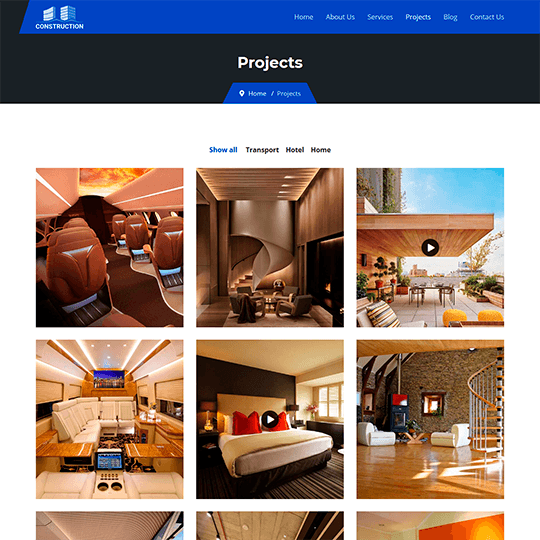 CONSTRUCTION
Home About Us Services Projects Blog Contact Us
Projects
Home / Projects
Show all Transport Hotel Home